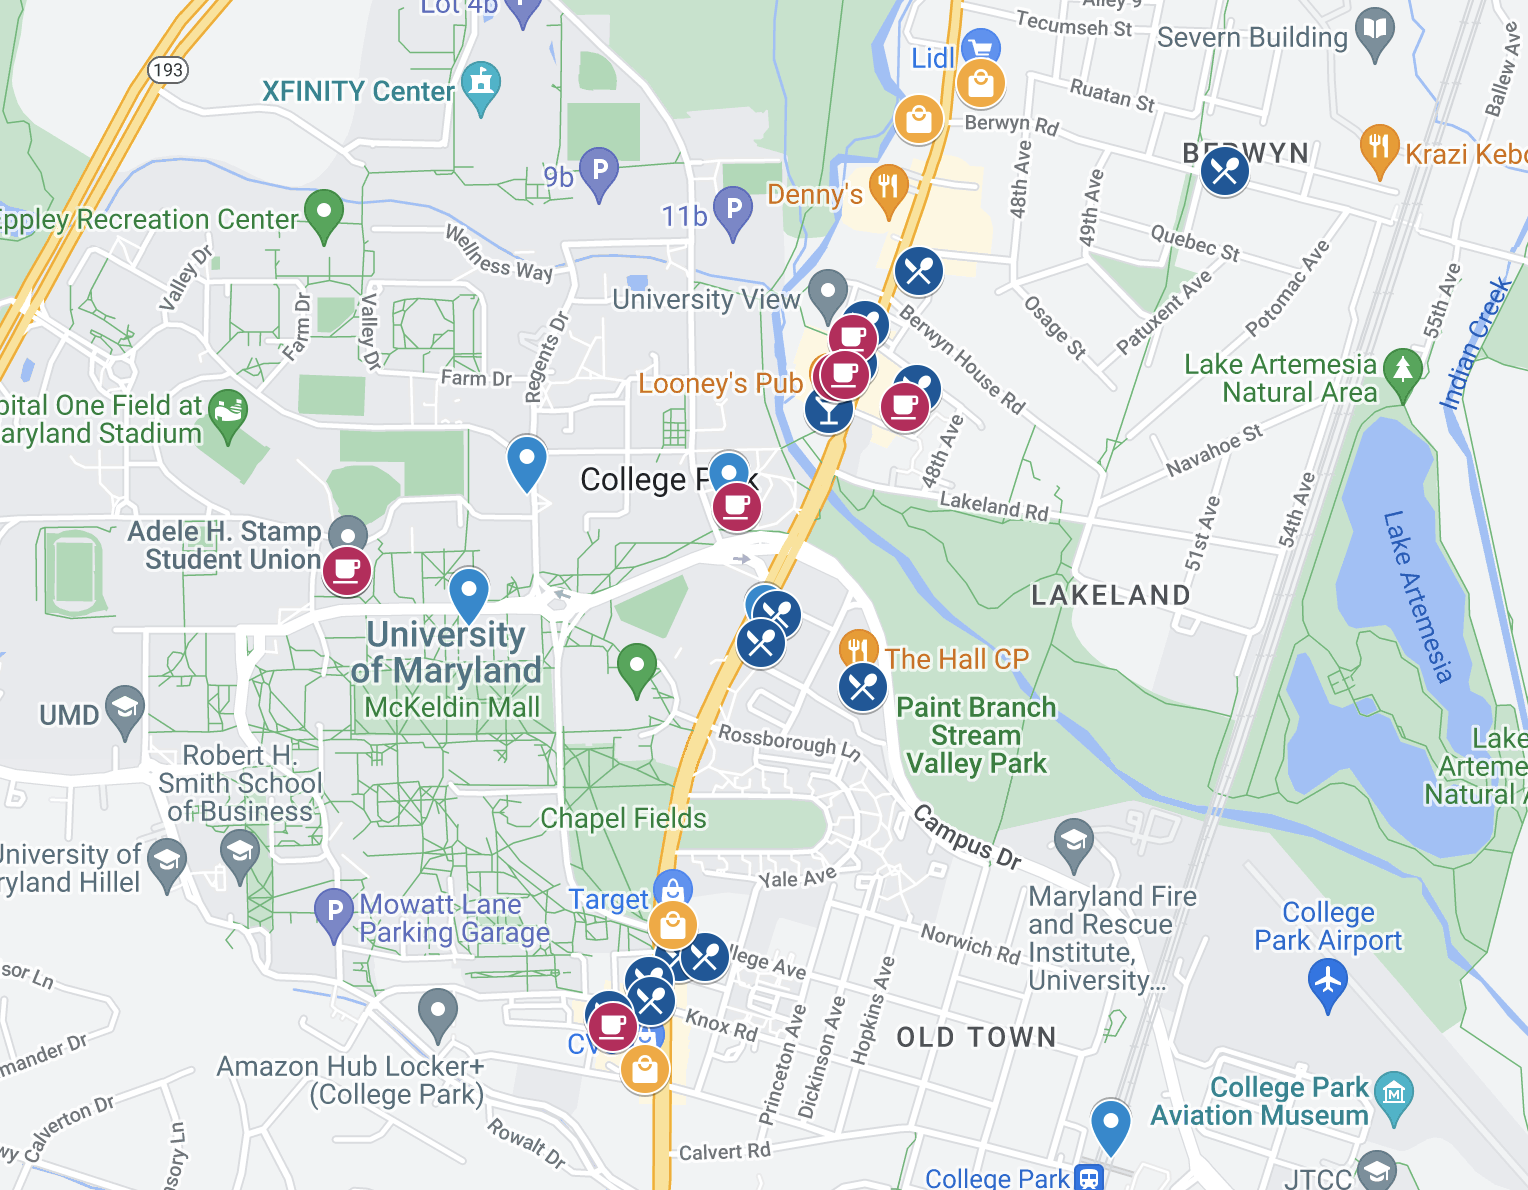 Lot 4b
Alley 9
Tecumseh St
Severn Building
Ballew Ave
193
Lidl
XFINITY Center
Ruatan St
Berwyn Rd
BERWYN
Krazi Kebo
9b
Denny's
48th Ave
49th Ave
11b
Eppley Recreation Center
Wellness Way
Quebec St
Valley Dr
Potomac Ave
55th Ave
Indian Creek
University View
Patuxent Ave
Osage St
Berwyn House Rd
Farm Dr
Valley Dr
Regents Dr
Farm Dr
Looney's Pub
Lake Artemesia
Natural Area
pital One Field at
aryland Stadium
48th Ave
Navahoe St
College P k
Lakeland Rd
51st Ave
54th Ave
Adele H. Stamp
Student Union
Lake Artemesia
LAKELAND
University
of Maryland
McKeldin Mall
The Hall CP
UMD
Paint Branch
Stream
Valley Park
Rossborough Ln
Lake
Arteme
Natural A
Robert H.
Smith School
of Business
Chapel Fields
Campus Dr
University of
ryland Hillel
Yale Ave
Target
Mowatt Lane
Parking Garage
Maryland Fire
and Rescue
Institute,
University...
College
Park Airport
Norwich Rd
llege Ave
sor Ln
Hopkins Ave
Knox Rd
OLD TOWN
CV
Princeton Ave
Dickinson Ave
mander Dr
Amazon Hub Locker+
(College Park)
College Park
Aviation Museum
Calverton Dr
wy
sory Ln
Rowalt Dr
Calvert Rd
College Park
JTCC